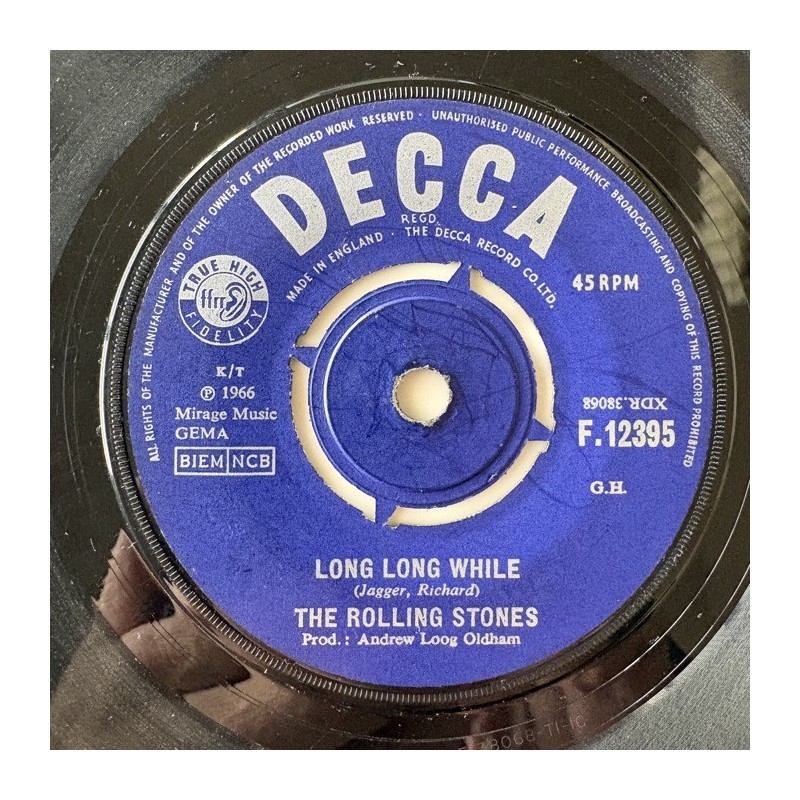 ALL RIGHTS OF THE MANUFACTURER AND OF THE OWNER OF THE RECORDED WORK RESERVED · UNAUTHORISED PUBLIC PERFORMANCE BROADCASTING AND COPYING OF THIS RECORD PROHIBITED
DECCA
REGD.
MADE IN ENGLAND · THE DECCA RECORD CO. LTD.
TRUE HIGH
ffrr
FIDELITY
45 RPM
K/T
℗ 1966
Mirage Music
GEMA
BIEM NCB
XDR.38068
F.12395
G.H.
LONG LONG WHILE
(Jagger, Richard)
THE ROLLING STONES
Prod.: Andrew Loog Oldham